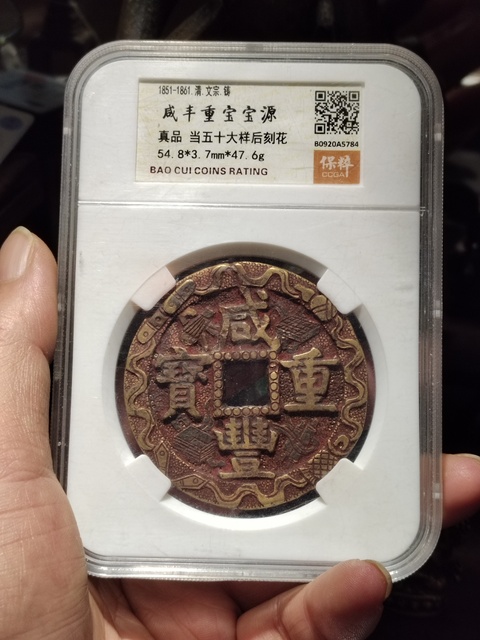 1851-1861.清.文宗.铸
咸丰重宝宝源
真品 当五十大样后刻花
54.8*3.7mm*47.6g
BAO CUI COINS RATING
B0920A5784
保粹
CCGA
咸
寶 重
豐